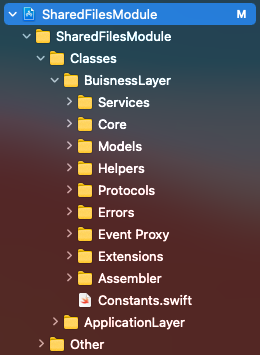 SharedFilesModule M
SharedFilesModule
Classes
BuisnessLayer
Services
Core
Models
Helpers
Protocols
Errors
Event Proxy
Extensions
Assembler
Constants.swift
ApplicationLayer
Other